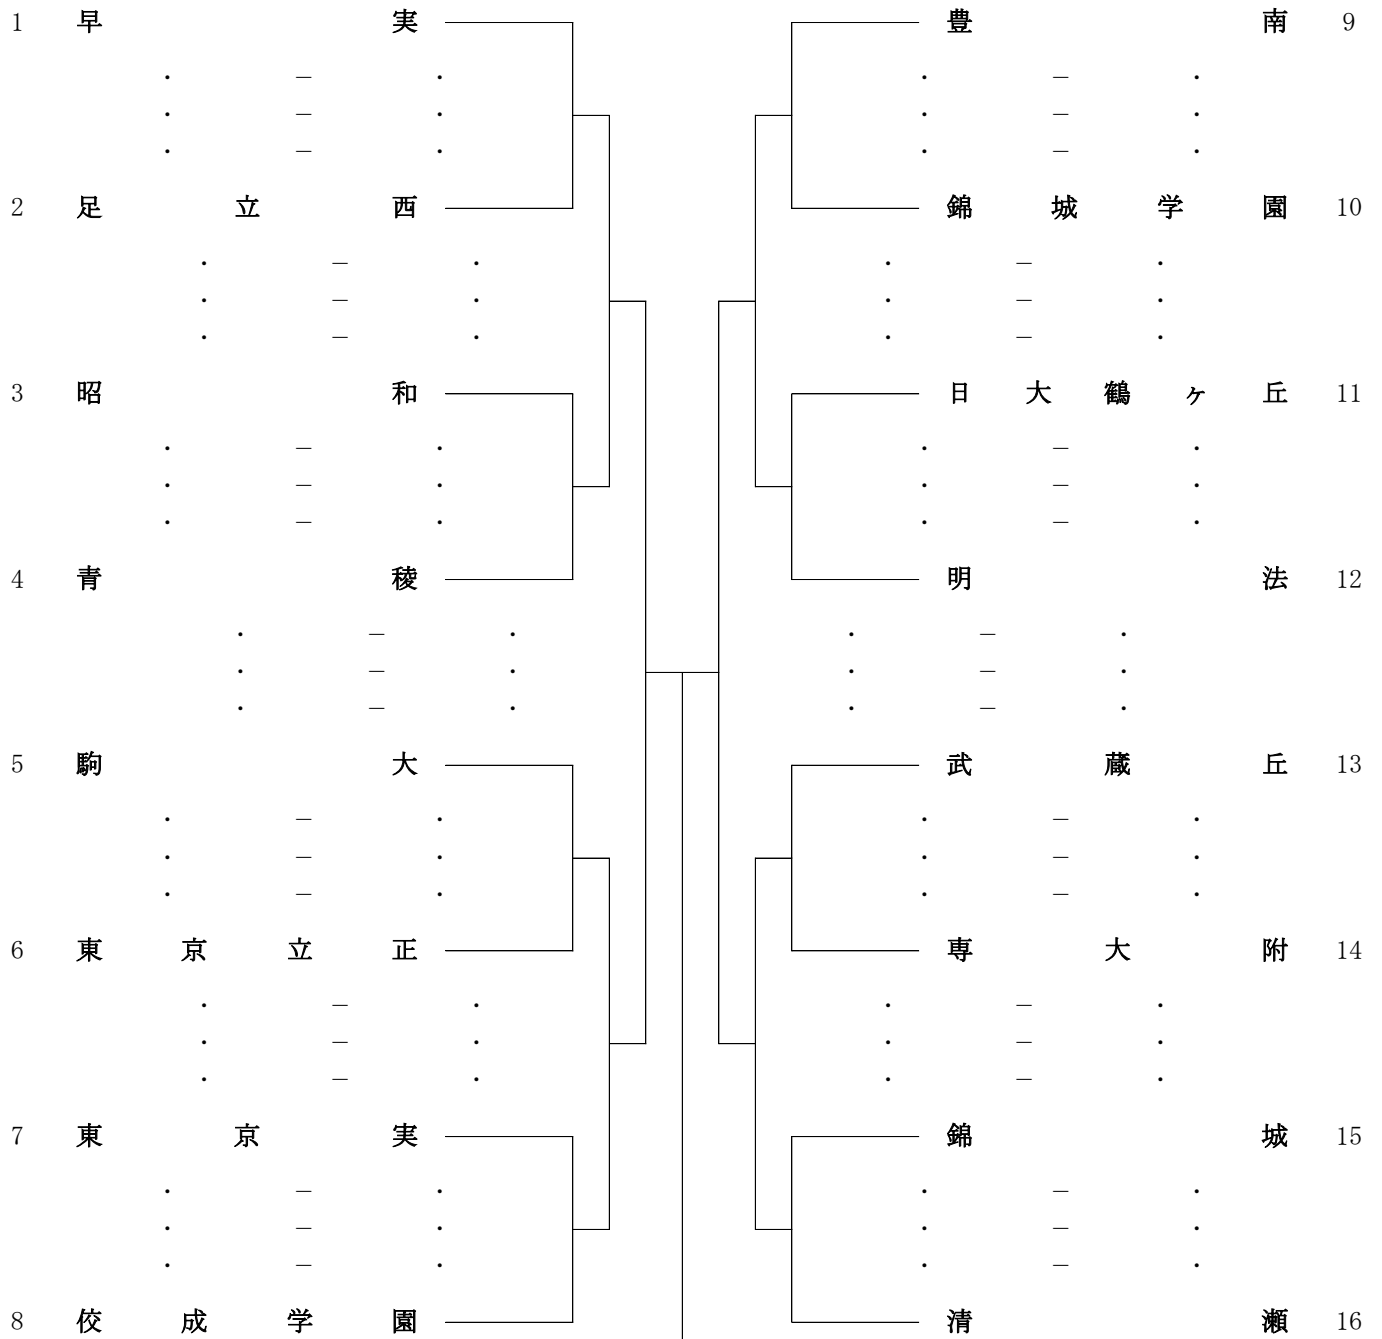 1 早実 豊南 9
・ － ・ ・ － ・
・ － ・ ・ － ・
・ － ・ ・ － ・
2 足立西 錦城学園 10
・ － ・ ・ － ・
・ － ・ ・ － ・
・ － ・ ・ － ・
3 昭和 日大鶴ヶ丘 11
・ － ・ ・ － ・
・ － ・ ・ － ・
・ － ・ ・ － ・
4 青稜 明法 12
・ － ・ ・ － ・
・ － ・ ・ － ・
・ － ・ ・ － ・
5 駒大 武蔵丘 13
・ － ・ ・ － ・
・ － ・ ・ － ・
・ － ・ ・ － ・
6 東京立正 専大附 14
・ － ・ ・ － ・
・ － ・ ・ － ・
・ － ・ ・ － ・
7 東京実 錦城 15
・ － ・ ・ － ・
・ － ・ ・ － ・
・ － ・ ・ － ・
8 佼成学園 清瀬 16